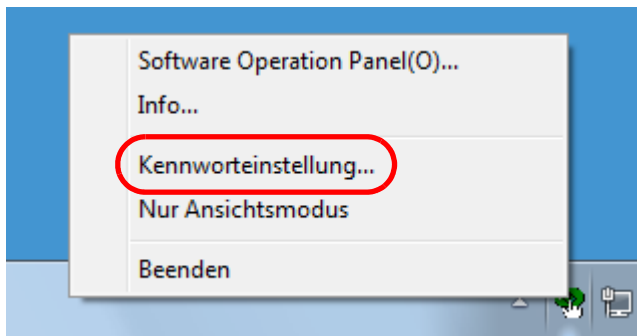 Software Operation Panel(O)...
Info...
Kennworteinstellung...
Nur Ansichtsmodus
Beenden